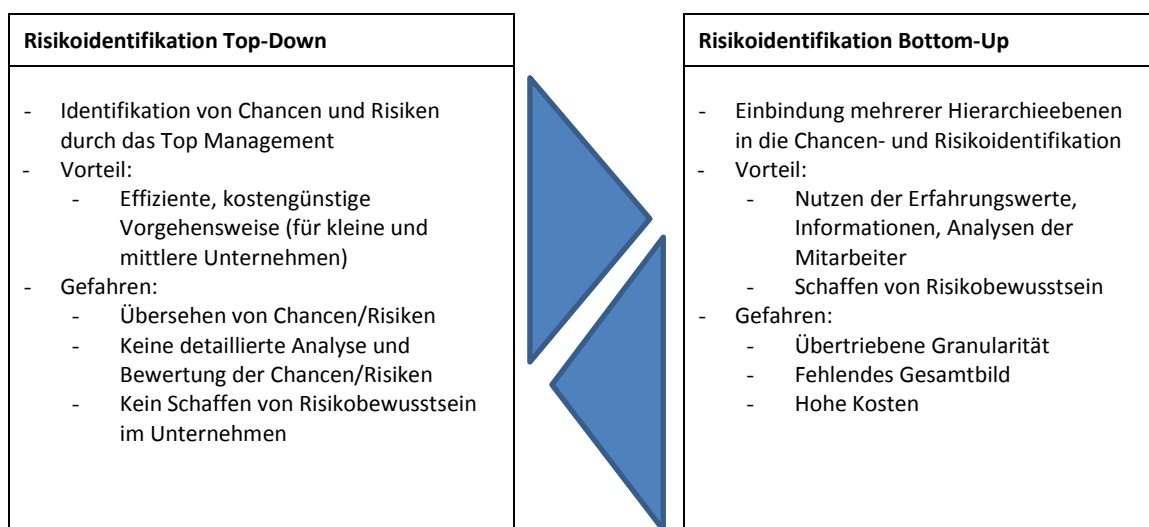 Risikoidentifikation Top-Down
- Identifikation von Chancen und Risiken
durch das Top Management
- Vorteil:
- Effiziente, kostengünstige
Vorgehensweise (für kleine und
mittlere Unternehmen)
- Gefahren:
- Übersehen von Chancen/Risiken
- Keine detaillierte Analyse und
Bewertung der Chancen/Risiken
- Kein Schaffen von Risikobewusstsein
im Unternehmen
Risikoidentifikation Bottom-Up
- Einbindung mehrerer Hierarchieebenen
in die Chancen- und Risikoidentifikation
- Vorteil:
- Nutzen der Erfahrungswerte,
Informationen, Analysen der
Mitarbeiter
- Schaffen von Risikobewusstsein
- Gefahren:
- Übertriebene Granularität
- Fehlendes Gesamtbild
- Hohe Kosten